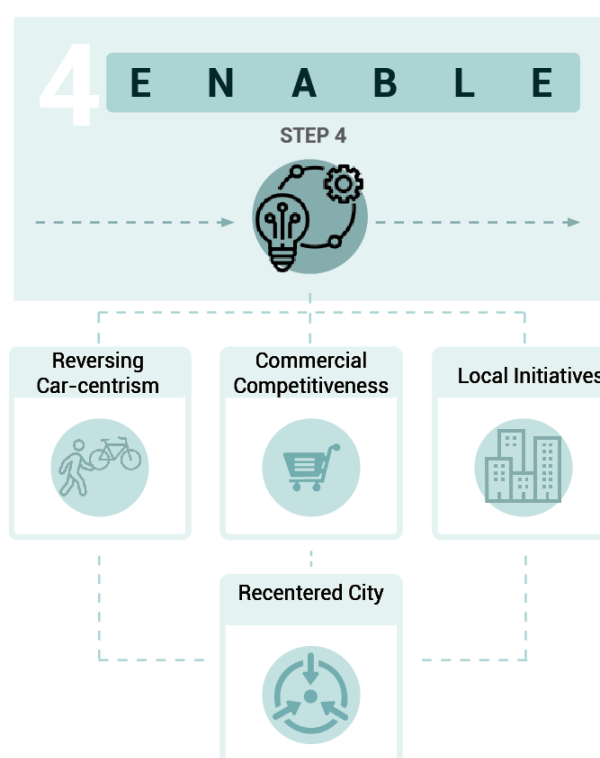 4
E N A B L E
STEP 4
Reversing
Car-centrism
Commercial
Competitiveness
Local Initiatives
Recentered City